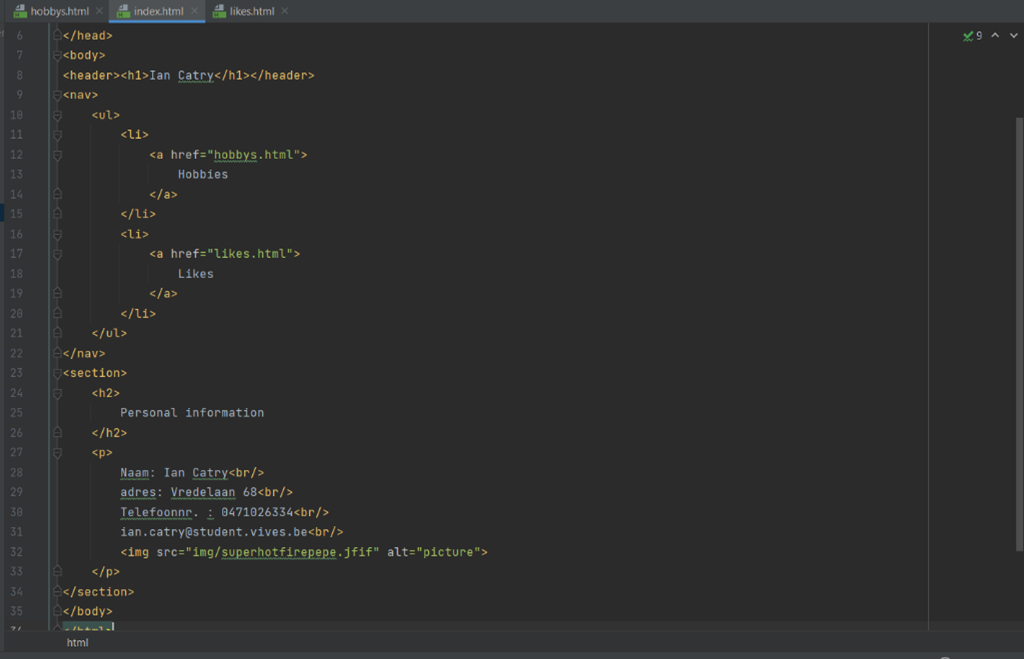 hobbys.html index.html likes.html
9
6 </head>
7 <body>
8 <header><h1>Ian Catry</h1></header>
9 <nav>
10 <ul>
11 <li>
12 <a href="hobbys.html">
13 Hobbies
14 </a>
15 </li>
16 <li>
17 <a href="likes.html">
18 Likes
19 </a>
20 </li>
21 </ul>
22 </nav>
23 <section>
24 <h2>
25 Personal information
26 </h2>
27 <p>
28 Naam: Ian Catry<br/>
29 adres: Vredelaan 68<br/>
30 Telefoonnr. : 0471026334<br/>
31 ian.catry@student.vives.be<br/>
32 <img src="img/superhotfirepepe.jfif" alt="picture">
33 </p>
34 </section>
35 </body>
36 </html>
html